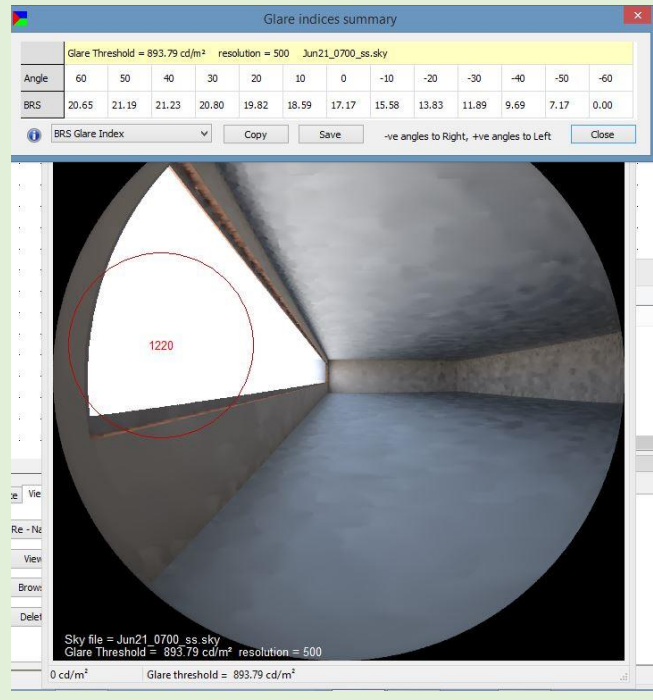 Glare indices summary
Glare Threshold = 893.79 cd/m² resolution = 500 Jun21_0700_ss.sky
Angle 60 50 40 30 20 10 0 -10 -20 -30 -40 -50 -60
BRS 20.65 21.19 21.23 20.80 19.82 18.59 17.17 15.58 13.83 11.89 9.69 7.17 0.00
BRS Glare Index Copy Save -ve angles to Right, +ve angles to Left Close
1220
View
Sky file = Jun21_0700_ss.sky
Glare Threshold = 893.79 cd/m² resolution = 500
0 cd/m² Glare threshold = 893.79 cd/m²